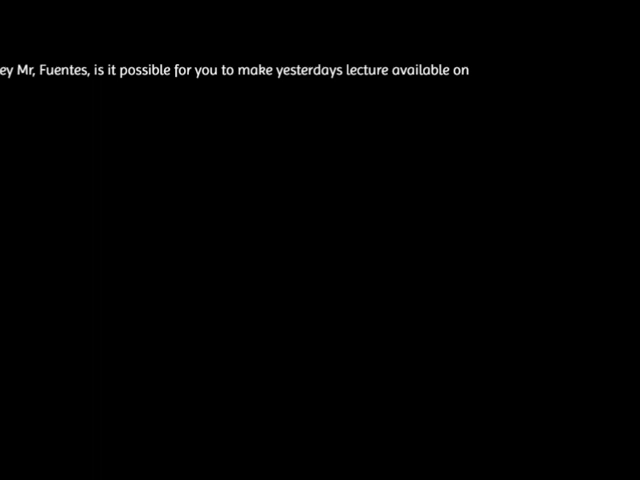 ey Mr, Fuentes, is it possible for you to make yesterdays lecture available on